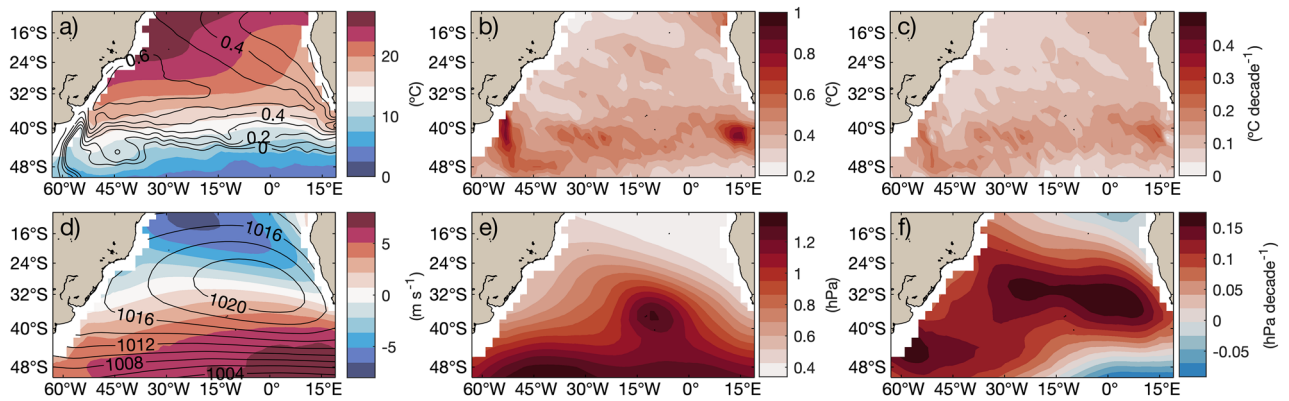 a)
16°S
24°S
32°S
40°S
48°S
60°W 45°W 30°W 15°W 0° 15°E
0.6
0.4
0.4
0.2
0
20
10
0
(ºC)
b)
16°S
24°S
32°S
40°S
48°S
60°W 45°W 30°W 15°W 0° 15°E
1
0.8
0.6
0.4
0.2
(ºC)
c)
16°S
24°S
32°S
40°S
48°S
60°W 45°W 30°W 15°W 0° 15°E
0.4
0.3
0.2
0.1
0
(ºC decade⁻¹)
d)
16°S
24°S
32°S
40°S
48°S
60°W 45°W 30°W 15°W 0° 15°E
1016
1020
1016
1012
1008
1004
5
0
-5
(m s⁻¹)
e)
16°S
24°S
32°S
40°S
48°S
60°W 45°W 30°W 15°W 0° 15°E
1.2
1
0.8
0.6
0.4
(hPa)
f)
16°S
24°S
32°S
40°S
48°S
60°W 45°W 30°W 15°W 0° 15°E
0.15
0.1
0.05
0
-0.05
(hPa decade⁻¹)